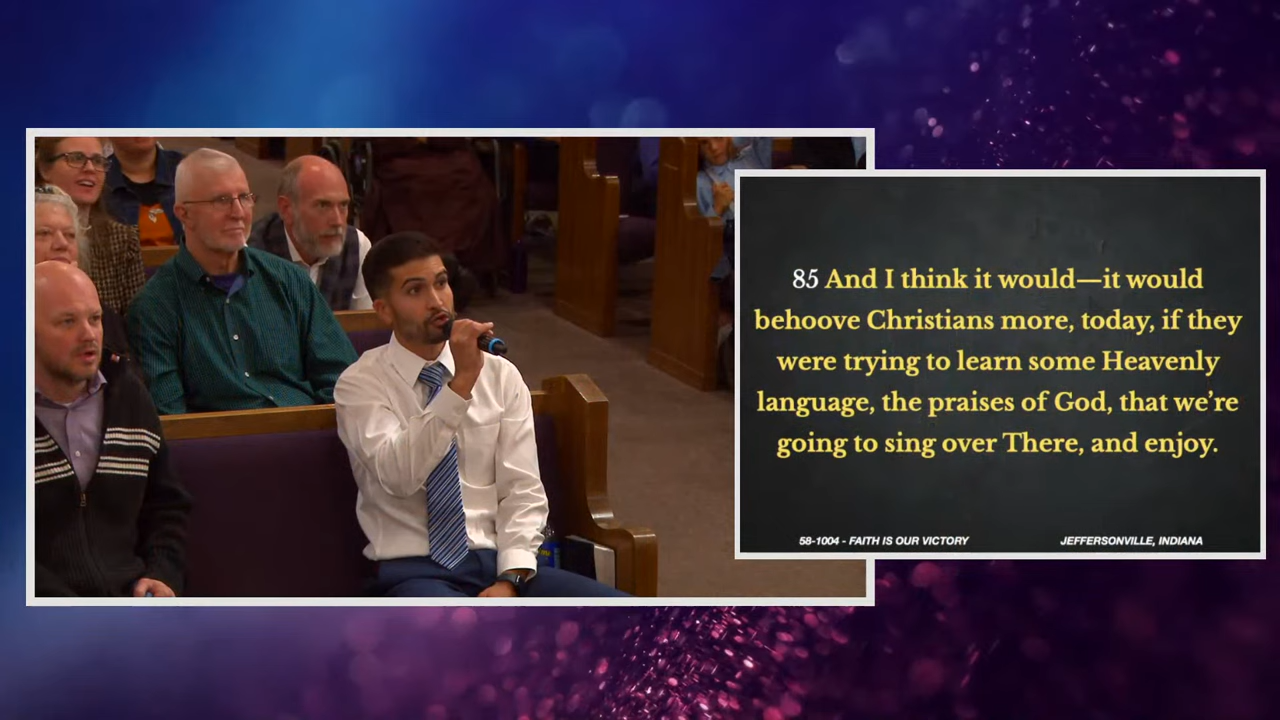 85 And I think it would—it would
behoove Christians more, today, if they
were trying to learn some Heavenly
language, the praises of God, that we’re
going to sing over There, and enjoy.
58-1004 - FAITH IS OUR VICTORY
JEFFERSONVILLE, INDIANA